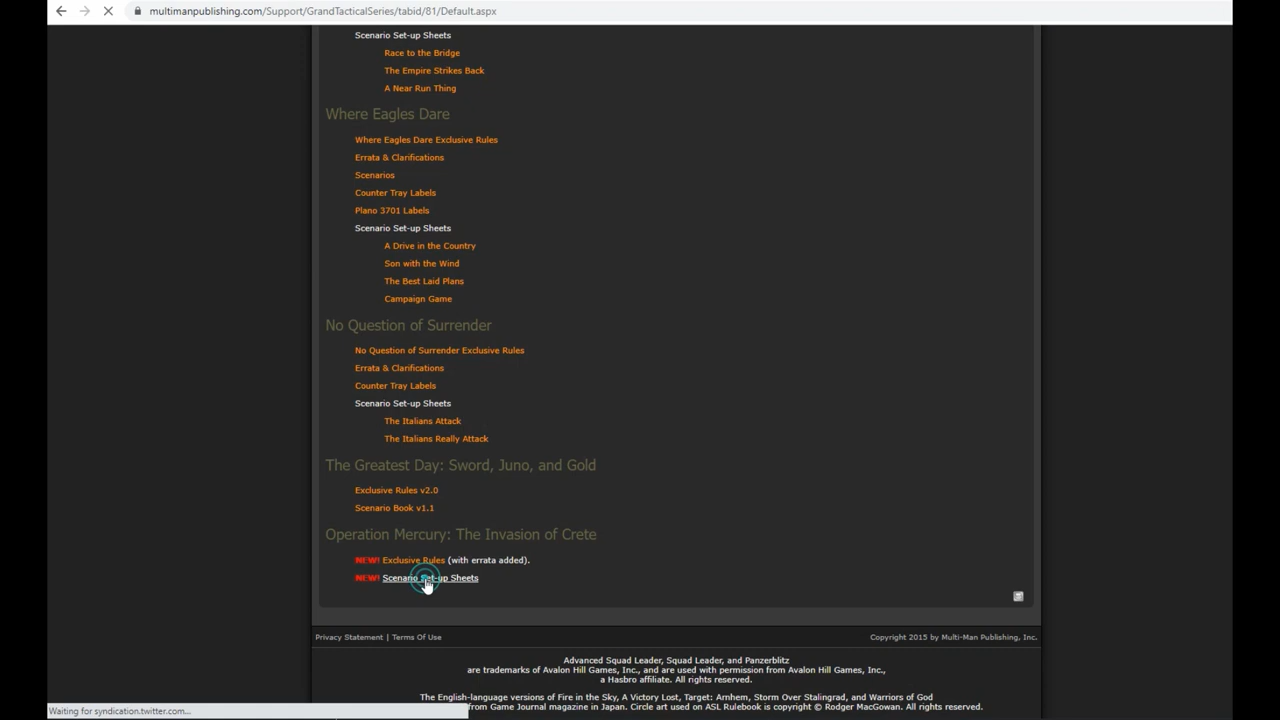 multimanpublishing.com/Support/GrandTacticalSeries/tabid/81/Default.aspx
Scenario Set-up Sheets
Race to the Bridge
The Empire Strikes Back
A Near Run Thing
Where Eagles Dare
Where Eagles Dare Exclusive Rules
Errata & Clarifications
Scenarios
Counter Tray Labels
Plano 3701 Labels
Scenario Set-up Sheets
A Drive in the Country
Son with the Wind
The Best Laid Plans
Campaign Game
No Question of Surrender
No Question of Surrender Exclusive Rules
Errata & Clarifications
Counter Tray Labels
Scenario Set-up Sheets
The Italians Attack
The Italians Really Attack
The Greatest Day: Sword, Juno, and Gold
Exclusive Rules v2.0
Scenario Book v1.1
Operation Mercury: The Invasion of Crete
NEW! Exclusive Rules (with errata added).
NEW! Scenario Set-up Sheets
Privacy Statement | Terms Of Use
Copyright 2015 by Multi-Man Publishing, Inc.
Advanced Squad Leader, Squad Leader, and Panzerblitz
are trademarks of Avalon Hill Games, Inc., and are used with permission from Avalon Hill Games, Inc.,
a Hasbro affiliate. All rights reserved.
The English-language versions of Fire in the Sky, A Victory Lost, Target: Arnhem, Storm Over Stalingrad, and Warriors of God
from Game Journal magazine in Japan. Circle art used on ASL Rulebook is copyright © Rodger MacGowan. All rights reserved.
Waiting for syndication.twitter.com...